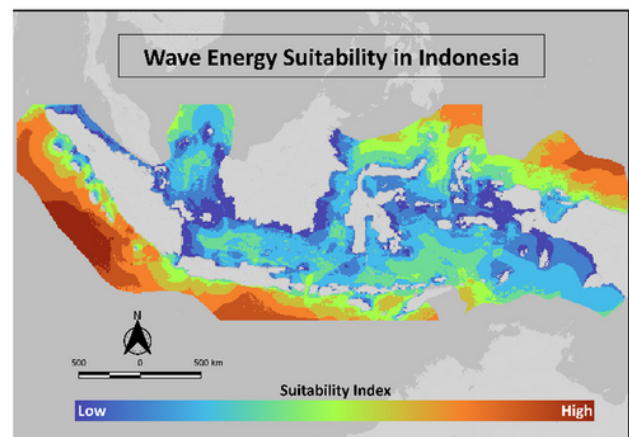 Wave Energy Suitability in Indonesia
N
500 0 500 km
Suitability Index
Low High